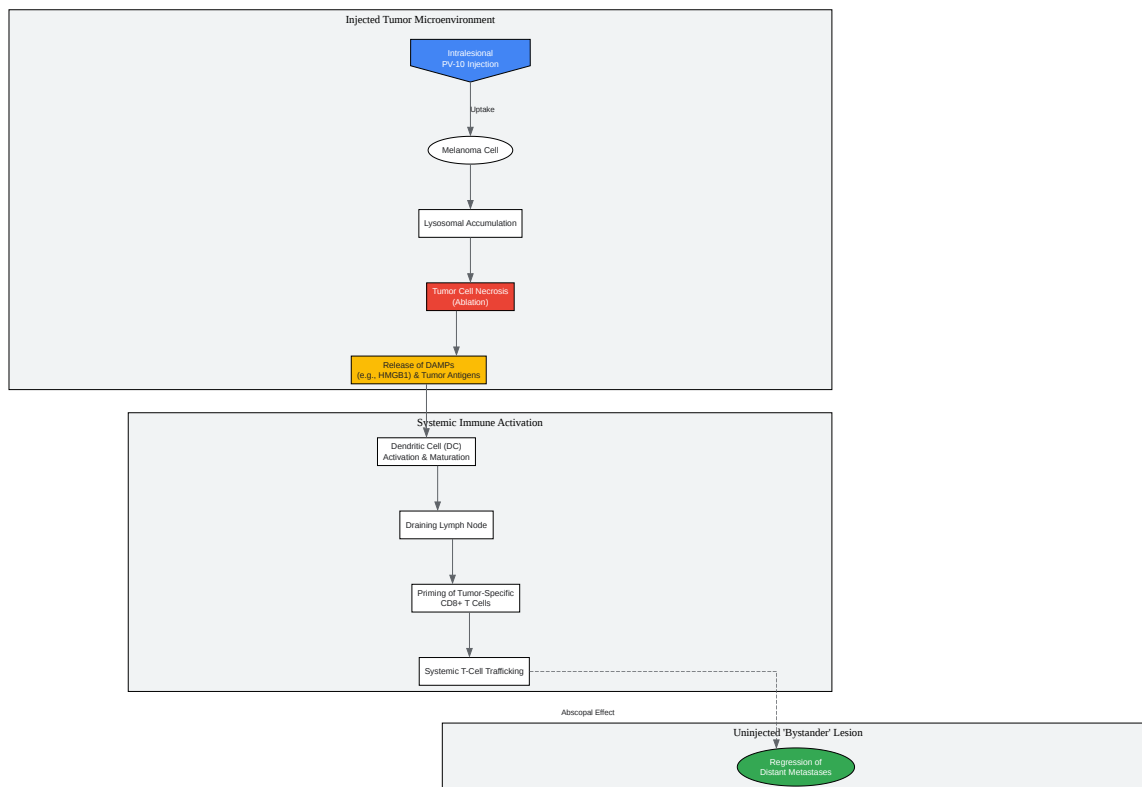 Injected Tumor Microenvironment
Intralesional
PV-10 Injection
Uptake
Melanoma Cell
Lysosomal Accumulation
Tumor Cell Necrosis
(Ablation)
Release of DAMPs
(e.g., HMGB1) & Tumor Antigens
Systemic Immune Activation
Dendritic Cell (DC)
Activation & Maturation
Draining Lymph Node
Priming of Tumor-Specific
CD8+ T Cells
Systemic T-Cell Trafficking
Abscopal Effect
Uninjected 'Bystander' Lesion
Regression of
Distant Metastases